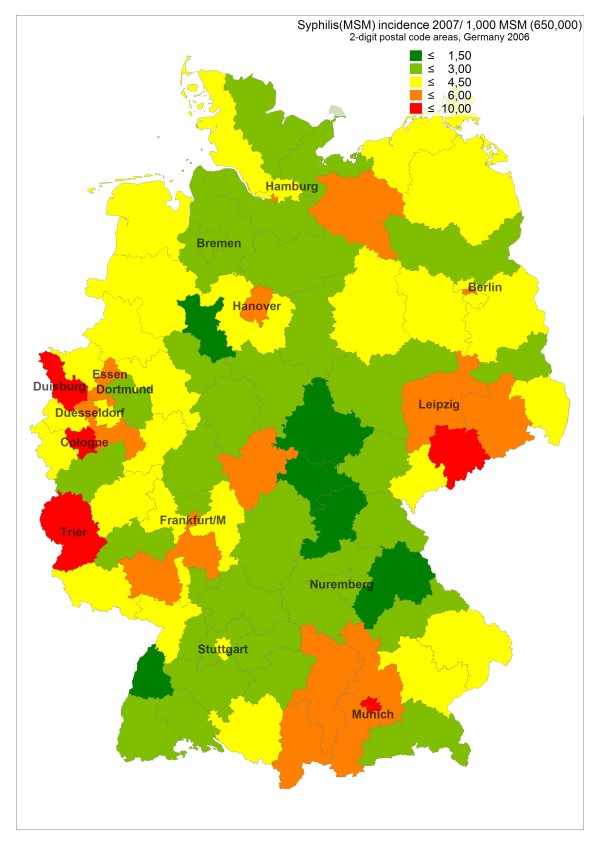 Syphilis(MSM) incidence 2007/ 1,000 MSM (650,000)
2-digit postal code areas, Germany 2006
≤ 1,50
≤ 3,00
≤ 4,50
≤ 6,00
≤ 10,00
Hamburg
Bremen
Berlin
Hanover
Essen
Duisburg
Dortmund
Duesseldorf
Leipzig
Cologne
Frankfurt/M
Trier
Nuremberg
Stuttgart
Munich